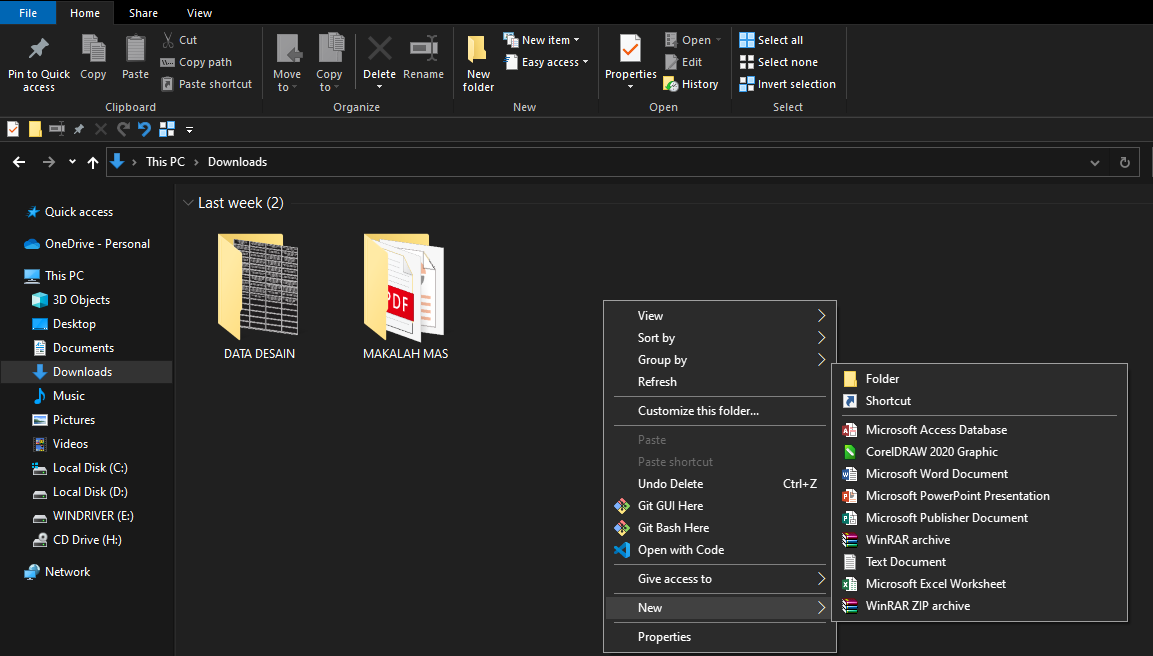 File Home Share View
Pin to Quick access
Copy
Paste
Cut
Copy path
Paste shortcut
Clipboard
Move to
Copy to
Delete
Rename
Organize
New folder
New item
Easy access
New
Properties
Open
Edit
History
Open
Select all
Select none
Invert selection
Select
This PC Downloads
Quick access
OneDrive - Personal
This PC
3D Objects
Desktop
Documents
Downloads
Music
Pictures
Videos
Local Disk (C:)
Local Disk (D:)
WINDRIVER (E:)
CD Drive (H:)
Network
Last week (2)
PDF
DATA DESAIN
MAKALAH MAS
View
Sort by
Group by
Refresh
Customize this folder...
Paste
Paste shortcut
Undo Delete Ctrl+Z
Git GUI Here
Git Bash Here
Open with Code
Give access to
New
Properties
Folder
Shortcut
Microsoft Access Database
CorelDRAW 2020 Graphic
Microsoft Word Document
Microsoft PowerPoint Presentation
Microsoft Publisher Document
WinRAR archive
Text Document
Microsoft Excel Worksheet
WinRAR ZIP archive